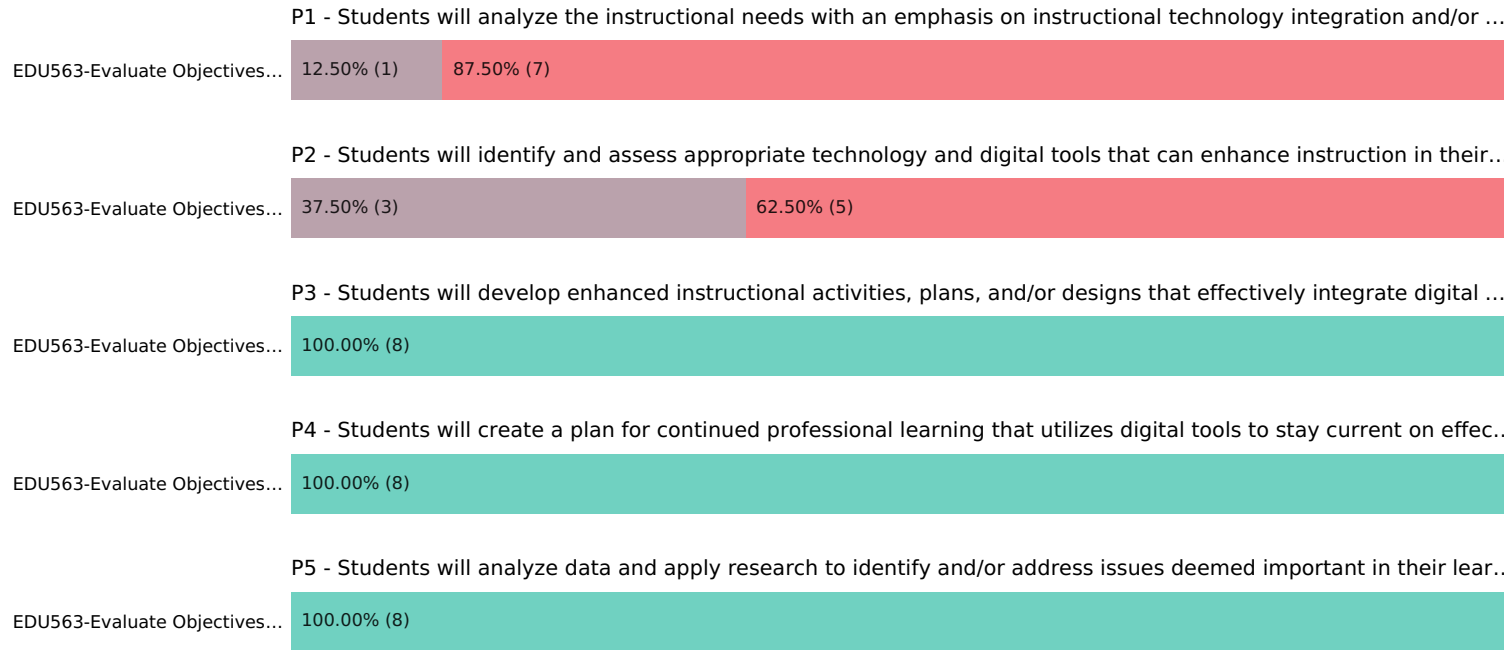 P1 - Students will analyze the instructional needs with an emphasis on instructional technology integration and/or …
EDU563-Evaluate Objectives… 12.50% (1) 87.50% (7)
P2 - Students will identify and assess appropriate technology and digital tools that can enhance instruction in their…
EDU563-Evaluate Objectives… 37.50% (3) 62.50% (5)
P3 - Students will develop enhanced instructional activities, plans, and/or designs that effectively integrate digital …
EDU563-Evaluate Objectives… 100.00% (8)
P4 - Students will create a plan for continued professional learning that utilizes digital tools to stay current on effec…
EDU563-Evaluate Objectives… 100.00% (8)
P5 - Students will analyze data and apply research to identify and/or address issues deemed important in their lear…
EDU563-Evaluate Objectives… 100.00% (8)